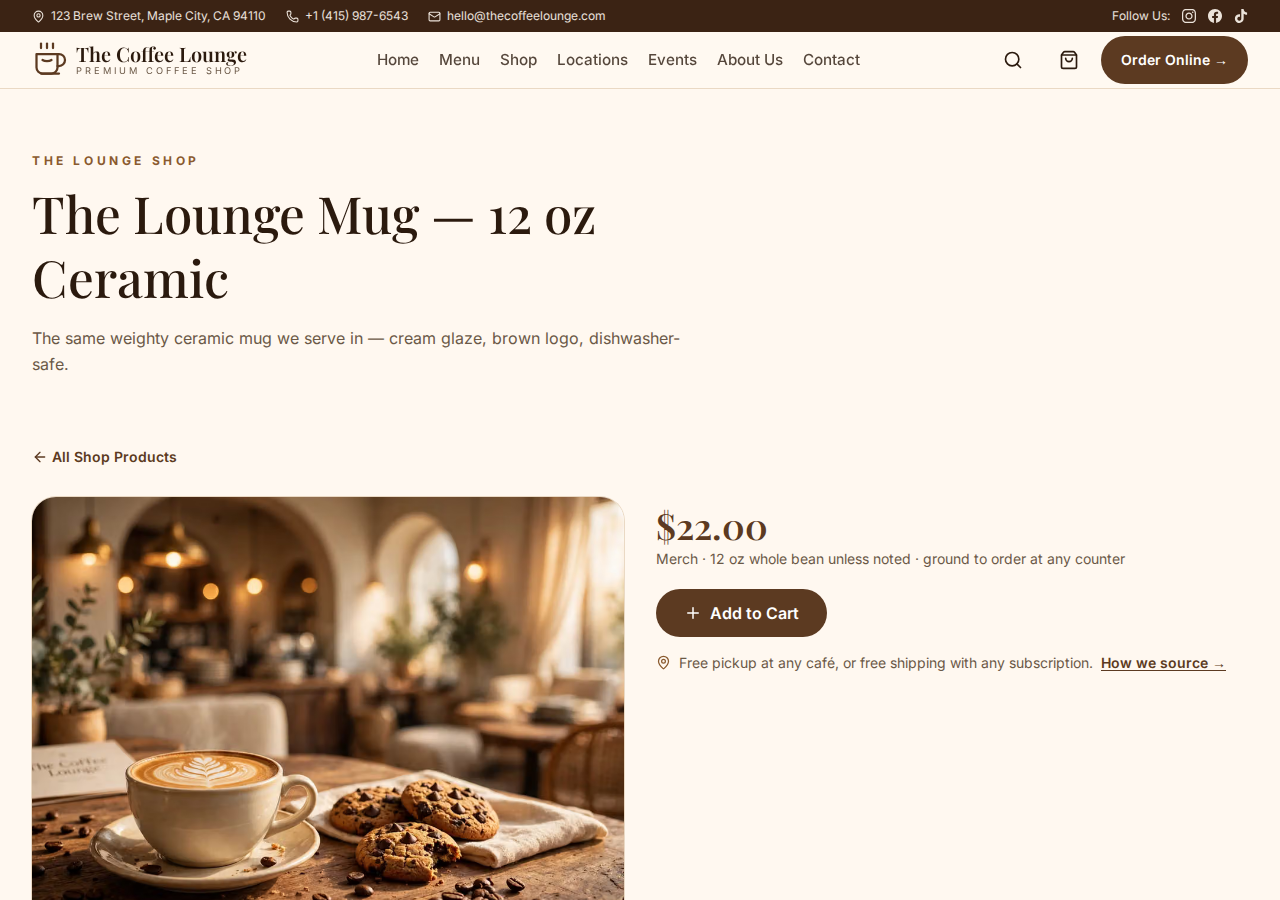 123 Brew Street, Maple City, CA 94110
+1 (415) 987-6543
hello@thecoffeelounge.com
Follow Us:
The Coffee Lounge
PREMIUM COFFEE SHOP
Home
Menu
Shop
Locations
Events
About Us
Contact
Order Online →
THE LOUNGE SHOP
The Lounge Mug — 12 oz
Ceramic
The same weighty ceramic mug we serve in — cream glaze, brown logo, dishwasher-
safe.
← All Shop Products
The Coffee
Lounge
$22.00
Merch · 12 oz whole bean unless noted · ground to order at any counter
+ Add to Cart
Free pickup at any café, or free shipping with any subscription. How we source →